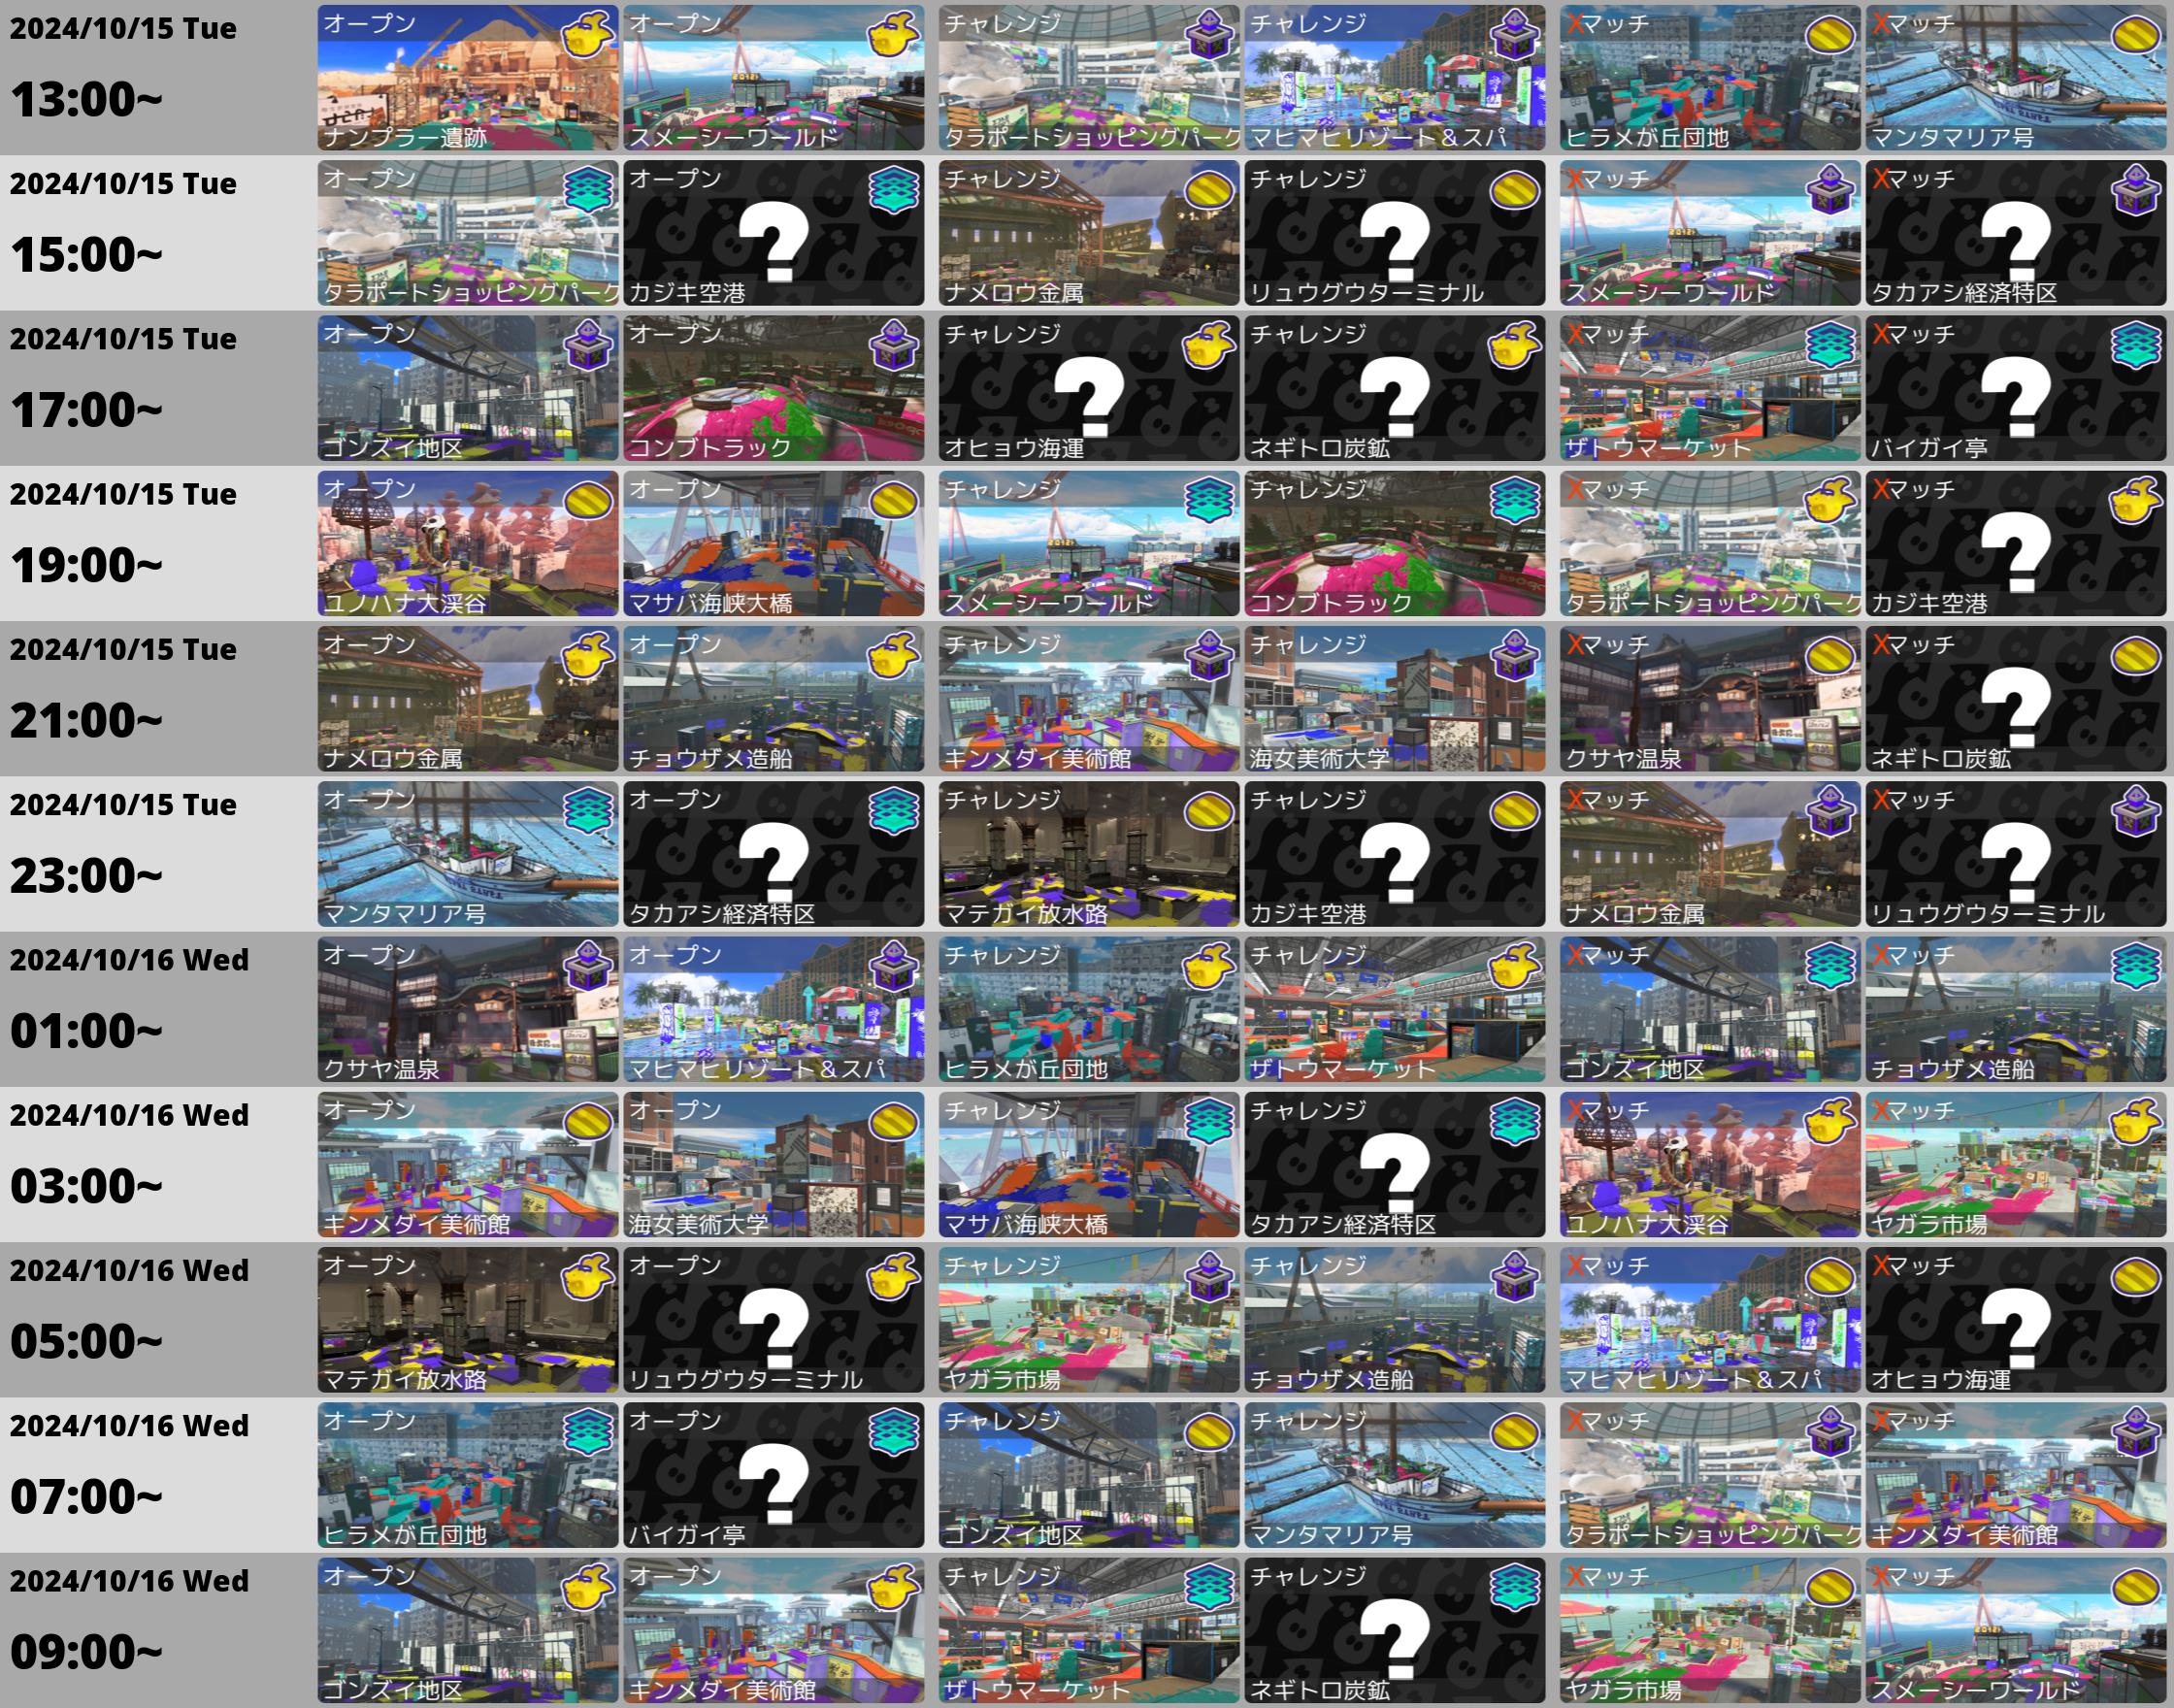 2024/10/15 Tue
13:00~
オープン
ナンプラー遺跡
オープン
スメーシーワールド
チャレンジ
タラポートショッピングパーク
チャレンジ
マヒマヒリゾート＆スパ
Xマッチ
ヒラメが丘団地
Xマッチ
マンタマリア号
2024/10/15 Tue
15:00~
オープン
タラポートショッピングパーク
オープン
?
カジキ空港
チャレンジ
ナメロウ金属
チャレンジ
?
リュウグウターミナル
Xマッチ
スメーシーワールド
Xマッチ
?
タカアシ経済特区
2024/10/15 Tue
17:00~
オープン
ゴンズイ地区
オープン
コンブトラック
チャレンジ
?
オヒョウ海運
チャレンジ
?
ネギトロ炭鉱
Xマッチ
ザトウマーケット
Xマッチ
?
バイガイ亭
2024/10/15 Tue
19:00~
オープン
ユノハナ大渓谷
オープン
マサバ海峡大橋
チャレンジ
スメーシーワールド
チャレンジ
コンブトラック
Xマッチ
タラポートショッピングパーク
Xマッチ
?
カジキ空港
2024/10/15 Tue
21:00~
オープン
ナメロウ金属
オープン
チョウザメ造船
チャレンジ
キンメダイ美術館
チャレンジ
海女美術大学
Xマッチ
クサヤ温泉
Xマッチ
?
ネギトロ炭鉱
2024/10/15 Tue
23:00~
オープン
マンタマリア号
オープン
?
タカアシ経済特区
チャレンジ
マテガイ放水路
チャレンジ
?
カジキ空港
Xマッチ
ナメロウ金属
Xマッチ
?
リュウグウターミナル
2024/10/16 Wed
01:00~
オープン
クサヤ温泉
オープン
マヒマヒリゾート＆スパ
チャレンジ
ヒラメが丘団地
チャレンジ
ザトウマーケット
Xマッチ
ゴンズイ地区
Xマッチ
チョウザメ造船
2024/10/16 Wed
03:00~
オープン
キンメダイ美術館
オープン
海女美術大学
チャレンジ
マサバ海峡大橋
チャレンジ
?
タカアシ経済特区
Xマッチ
ユノハナ大渓谷
Xマッチ
ヤガラ市場
2024/10/16 Wed
05:00~
オープン
マテガイ放水路
オープン
?
リュウグウターミナル
チャレンジ
ヤガラ市場
チャレンジ
チョウザメ造船
Xマッチ
マヒマヒリゾート＆スパ
Xマッチ
?
オヒョウ海運
2024/10/16 Wed
07:00~
オープン
ヒラメが丘団地
オープン
?
バイガイ亭
チャレンジ
ゴンズイ地区
チャレンジ
マンタマリア号
Xマッチ
タラポートショッピングパーク
Xマッチ
キンメダイ美術館
2024/10/16 Wed
09:00~
オープン
ゴンズイ地区
オープン
キンメダイ美術館
チャレンジ
ザトウマーケット
チャレンジ
?
ネギトロ炭鉱
Xマッチ
ヤガラ市場
Xマッチ
スメーシーワールド